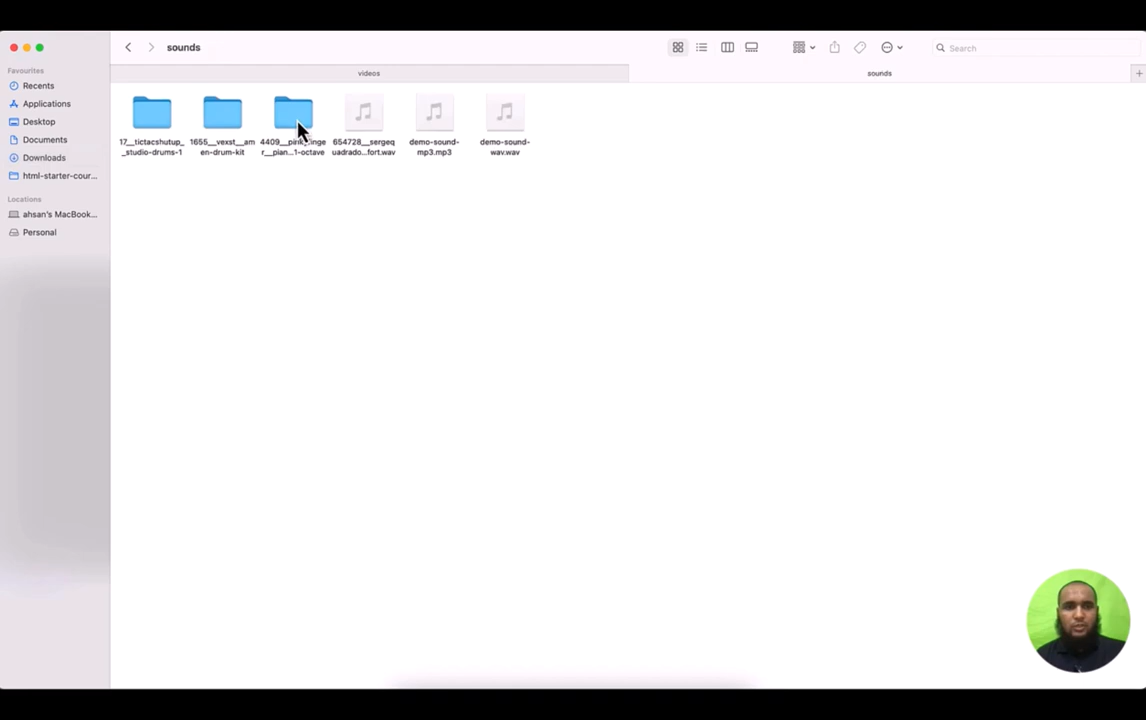 sounds
Search
videos
sounds
Favourites
Recents
Applications
Desktop
Documents
Downloads
html-starter-cour...
Locations
ahsan's MacBook...
Personal
17__tictacshutup_
_studio-drums-1
1655__vexst__am
en-drum-kit
4409__pinkfinge
r__pian...1-octave
654728__sergeq
uadrado...fort.wav
demo-sound-
mp3.mp3
demo-sound-
wav.wav